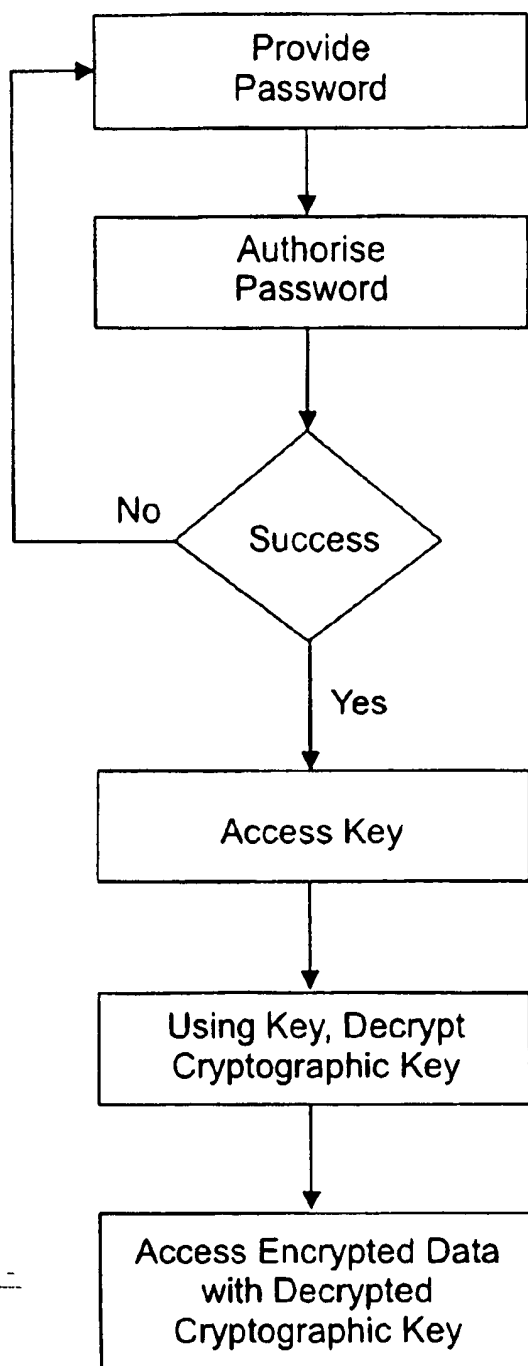 Provide
Password
Authorise
Password
No
Success
Yes
Access Key
Using Key, Decrypt
Cryptographic Key
Access Encrypted Data
with Decrypted
Cryptographic Key